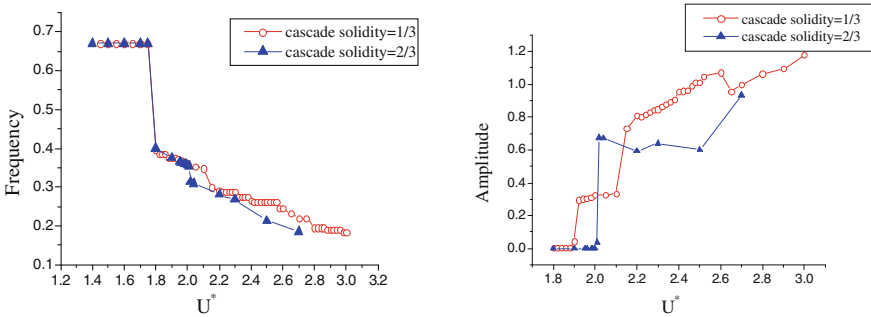 cascade solidity=1/3
cascade solidity=2/3
0.7
0.6
0.5
0.4
0.3
0.2
0.1
Frequency
1.2 1.4 1.6 1.8 2.0 2.2 2.4 2.6 2.8 3.0 3.2
U*
cascade solidity=1/3
cascade solidity=2/3
1.2
1.0
0.8
0.6
0.4
0.2
0.0
Amplitude
1.8 2.0 2.2 2.4 2.6 2.8 3.0
U*